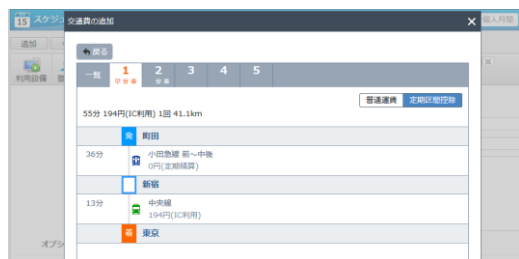 15 スケジュ
交通費の追加
×
個人月間
追加
戻る
利用設備
一覧
1 2 3 4 5
早 安 楽
安 楽
普通運賃 定期区間控除
55分 194円(IC利用) 1回 41.1km
発 町田
36分 小田急線 前～中後
0円(定期精算)
新宿
13分 中央線
194円(IC利用)
着 東京
オプシ